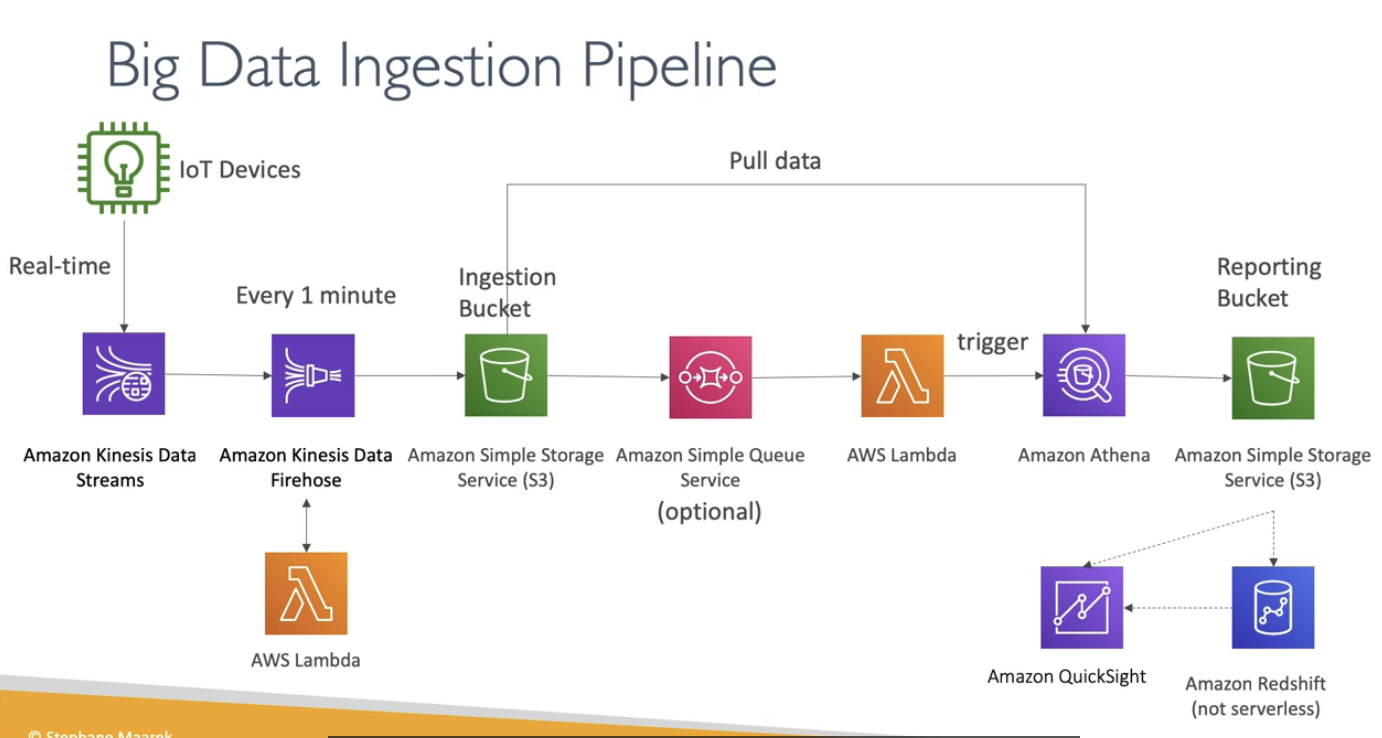 Big Data Ingestion Pipeline
IoT Devices
Pull data
Real-time
Every 1 minute
Ingestion
Bucket
Reporting
Bucket
trigger
Amazon Kinesis Data
Streams
Amazon Kinesis Data
Firehose
Amazon Simple Storage
Service (S3)
Amazon Simple Queue
Service
(optional)
AWS Lambda
Amazon Athena
Amazon Simple Storage
Service (S3)
AWS Lambda
Amazon QuickSight
Amazon Redshift
(not serverless)
© Stephane Maarek